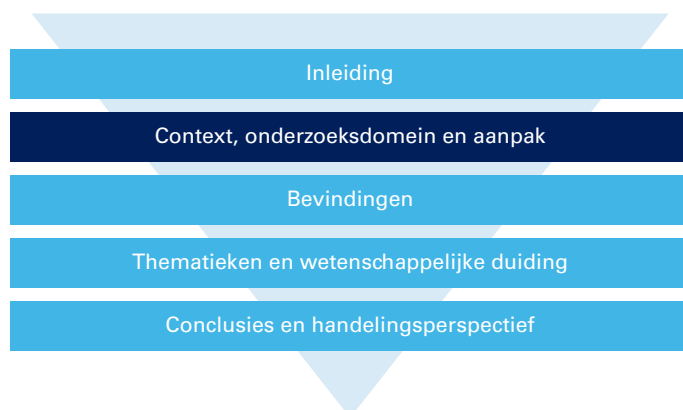 Inleiding
Context, onderzoeksdomein en aanpak
Bevindingen
Thematieken en wetenschappelijke duiding
Conclusies en handelingsperspectief